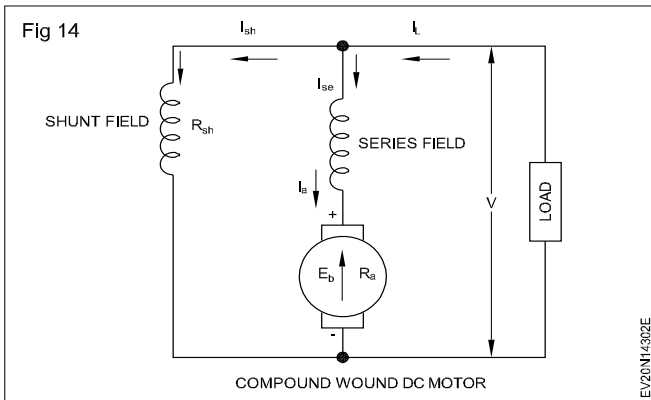 Fig 14
Ish
IL
Ise
SHUNT FIELD
Rsh
SERIES FIELD
Ia
+
Eb
Ra
-
V
LOAD
COMPOUND WOUND DC MOTOR
EV20N14302E